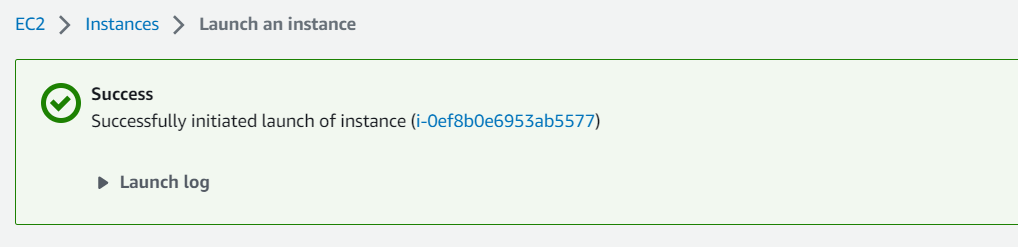 EC2 > Instances > Launch an instance
Success
Successfully initiated launch of instance (i-0ef8b0e6953ab5577)
Launch log